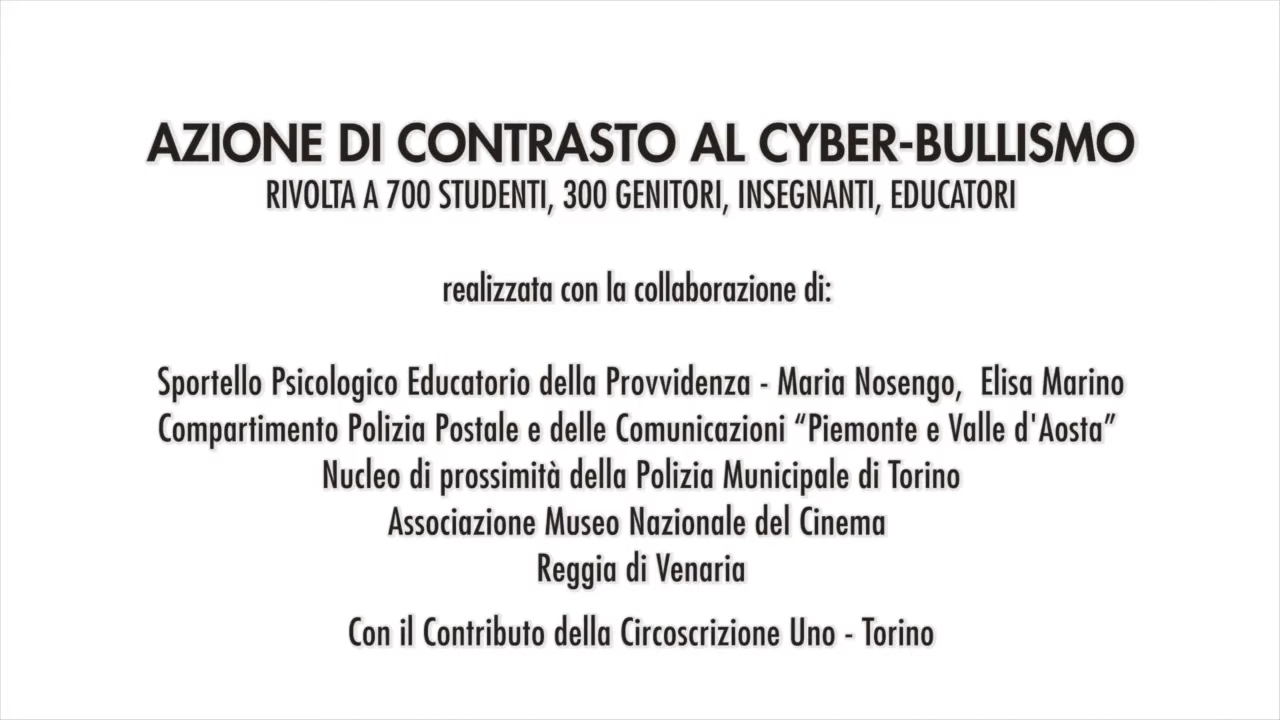 AZIONE DI CONTRASTO AL CYBER-BULLISMO
RIVOLTA A 700 STUDENTI, 300 GENITORI, INSEGNANTI, EDUCATORI
realizzata con la collaborazione di:
Sportello Psicologico Educatorio della Provvidenza - Maria Nosengo,  Elisa Marino
Compartimento Polizia Postale e delle Comunicazioni “Piemonte e Valle d'Aosta”
Nucleo di prossimità della Polizia Municipale di Torino
Associazione Museo Nazionale del Cinema
Reggia di Venaria
Con il Contributo della Circoscrizione Uno - Torino